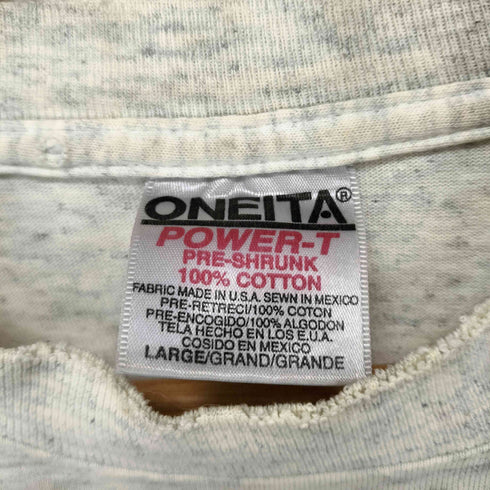 ONEITA®
POWER-T
PRE-SHRUNK
100% COTTON
FABRIC MADE IN U.S.A. SEWN IN MEXICO
PRE-RETRECI/100% COTON
PRE-ENCOGIDO/100% ALGODON
TELA HECHO EN LOS E.U.A.
COSIDO EN MEXICO
LARGE/GRAND/GRANDE